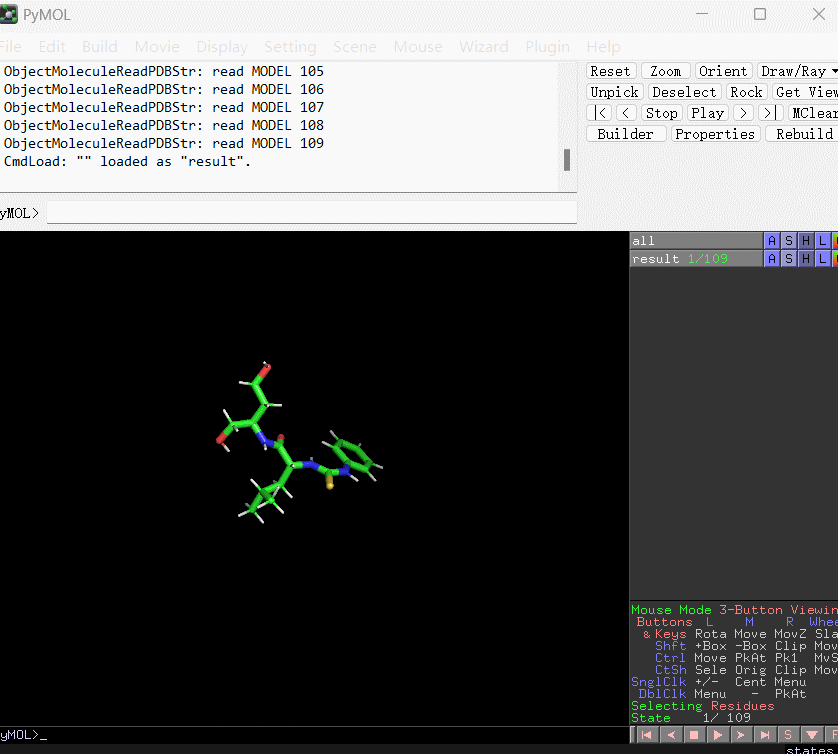 PyMOL
File Edit Build Movie Display Setting Scene Mouse Wizard Plugin Help
ObjectMoleculeReadPDBStr: read MODEL 105
ObjectMoleculeReadPDBStr: read MODEL 106
ObjectMoleculeReadPDBStr: read MODEL 107
ObjectMoleculeReadPDBStr: read MODEL 108
ObjectMoleculeReadPDBStr: read MODEL 109
CmdLoad: "" loaded as "result".
Reset Zoom Orient Draw/Ray
Unpick Deselect Rock Get View
|< < Stop Play > >| MClear
Builder Properties Rebuild
yMOL>
all A S H L
result 1/109 A S H L
Mouse Mode 3-Button Viewin
Buttons L M R Whee
& Keys Rota Move MovZ Sla
Shft +Box -Box Clip Mov
Ctrl Move PkAt Pk1 MvS
CtSh Sele Orig Clip Mov
SnglClk +/- Cent Menu
DblClk Menu - PkAt
Selecting Residues
State 1/ 109
yMOL>_
S
states